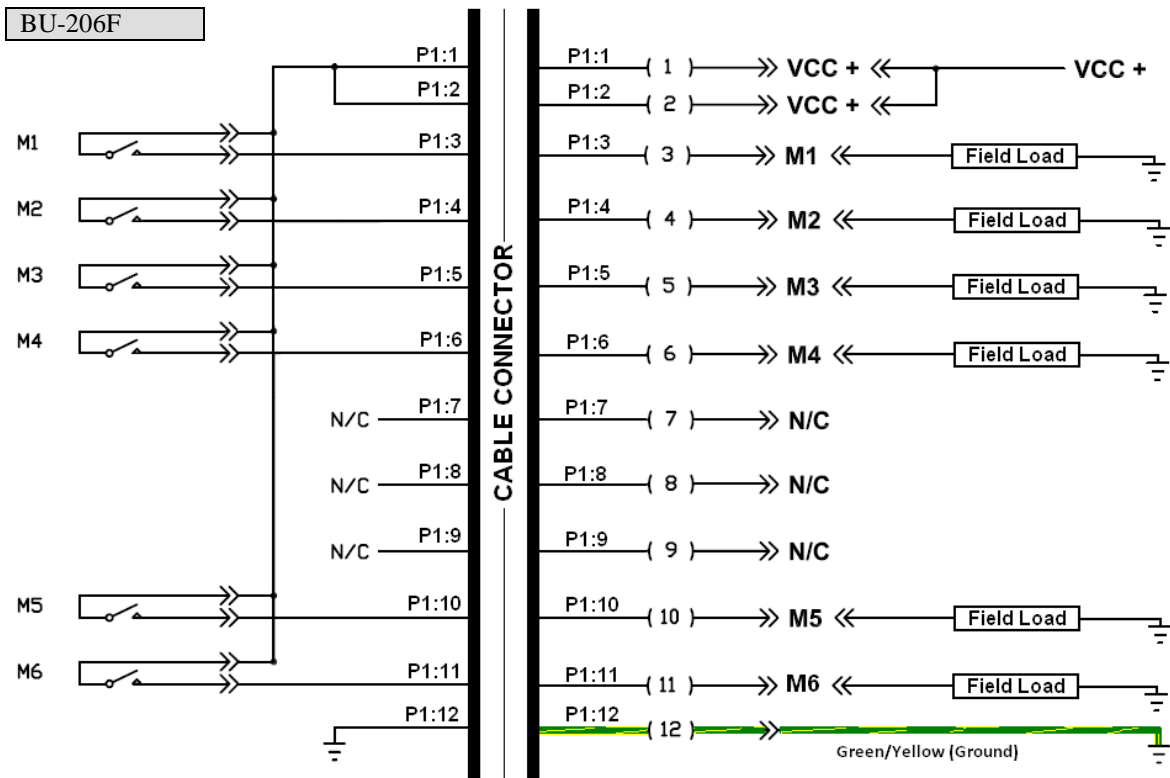 BU-206F
P1:1 P1:1 ( 1 ) VCC + VCC +
P1:2 P1:2 ( 2 ) VCC +
M1 P1:3 P1:3 ( 3 ) M1 Field Load
M2 P1:4 P1:4 ( 4 ) M2 Field Load
M3 P1:5 P1:5 ( 5 ) M3 Field Load
M4 P1:6 P1:6 ( 6 ) M4 Field Load
N/C P1:7 P1:7 ( 7 ) N/C
CABLE CONNECTOR
N/C P1:8 P1:8 ( 8 ) N/C
N/C P1:9 P1:9 ( 9 ) N/C
M5 P1:10 P1:10 ( 10 ) M5 Field Load
M6 P1:11 P1:11 ( 11 ) M6 Field Load
P1:12 P1:12 ( 12 )
Green/Yellow (Ground)